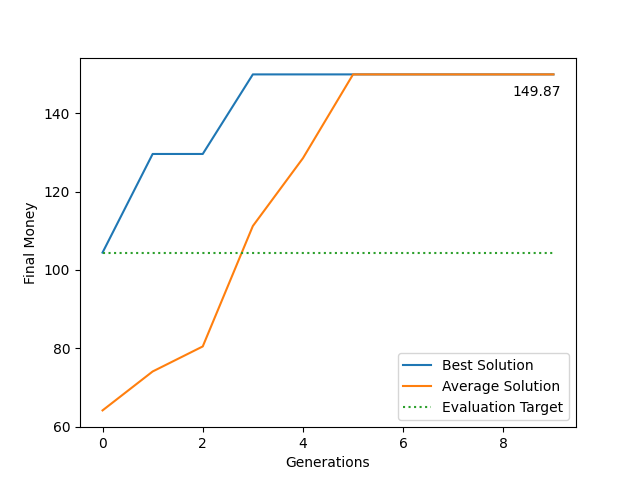 140
120
100
80
60
Final Money
149.87
Best Solution
Average Solution
Evaluation Target
0
2
4
6
8
Generations